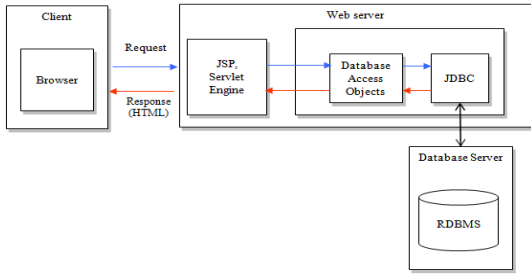 Client
Browser
Request
Response
(HTML)
Web server
JSP,
Servlet
Engine
Database
Access
Objects
JDBC
Database Server
RDBMS